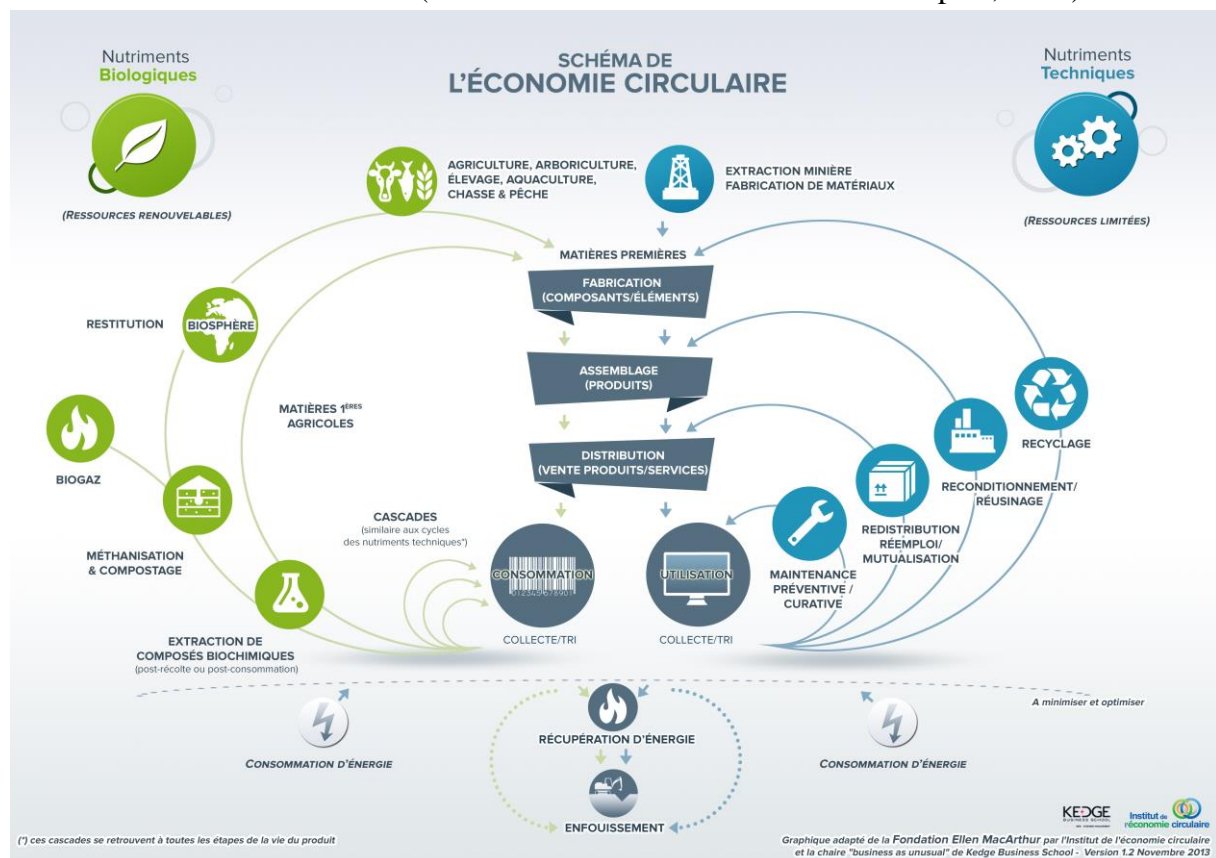 Nutriments
Biologiques
(RESSOURCES RENOUVELABLES)
SCHÉMA DE
L'ÉCONOMIE CIRCULAIRE
Nutriments
Techniques
(RESSOURCES LIMITÉES)
AGRICULTURE, ARBORICULTURE,
ÉLEVAGE, AQUACULTURE,
CHASSE & PÊCHE
EXTRACTION MINIÈRE
FABRICATION DE MATÉRIAUX
MATIÈRES PREMIÈRES
FABRICATION
(COMPOSANTS/ÉLÉMENTS)
RESTITUTION
BIOSPHÈRE
ASSEMBLAGE
(PRODUITS)
MATIÈRES 1ÈRES
AGRICOLES
RECYCLAGE
DISTRIBUTION
(VENTE PRODUITS/SERVICES)
BIOGAZ
RECONDITIONNEMENT/
RÉUSINAGE
CASCADES
(similaire aux cycles
des nutriments techniques*)
REDISTRIBUTION
RÉEMPLOI/
MUTUALISATION
MÉTHANISATION
& COMPOSTAGE
CONSOMMATION
012345678901
UTILISATION
MAINTENANCE
PRÉVENTIVE /
CURATIVE
COLLECTE/TRI
COLLECTE/TRI
EXTRACTION DE
COMPOSÉS BIOCHIMIQUES
(post-récolte ou post-consommation)
A minimiser et optimiser
RÉCUPÉRATION D'ÉNERGIE
CONSOMMATION D'ÉNERGIE
CONSOMMATION D'ÉNERGIE
ENFOUISSEMENT
KEDGE
BUSINESS SCHOOL
Institut de
l'économie circulaire
(*) ces cascades se retrouvent à toutes les étapes de la vie du produit
Graphique adapté de la Fondation Ellen MacArthur par l'Institut de l'économie circulaire
et la chaire "business as unusual" de Kedge Business School - Version 1.2 Novembre 2013